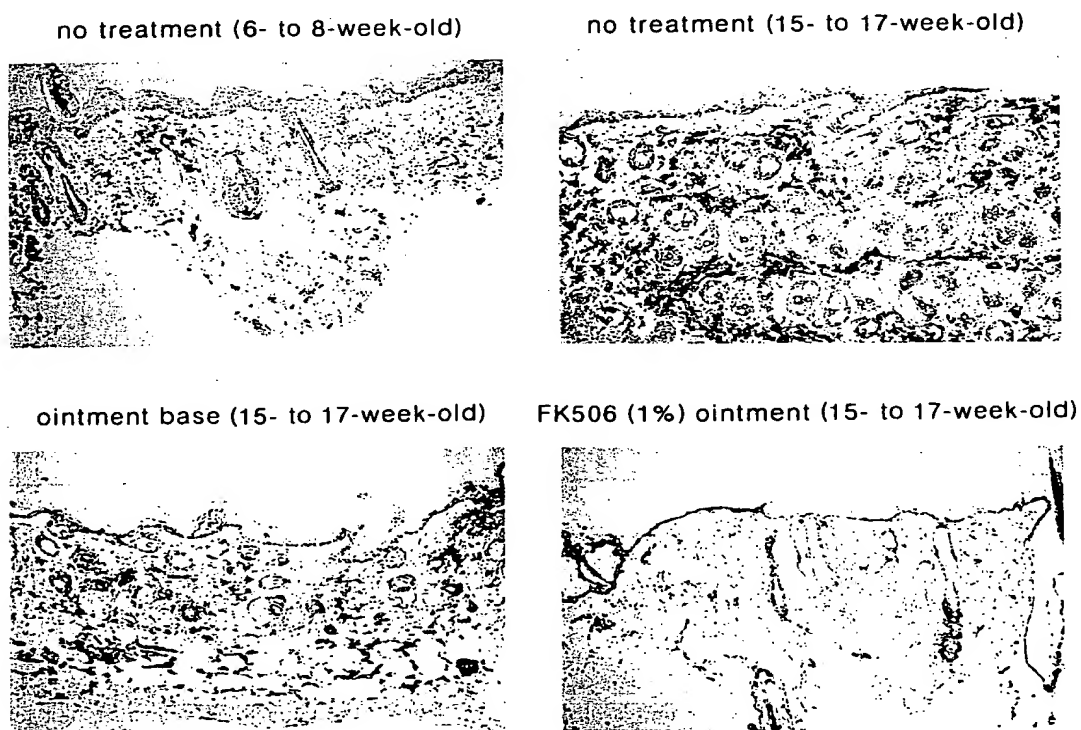 no treatment (6- to 8-week-old)
no treatment (15- to 17-week-old)
ointment base (15- to 17-week-old)
FK506 (1%) ointment (15- to 17-week-old)